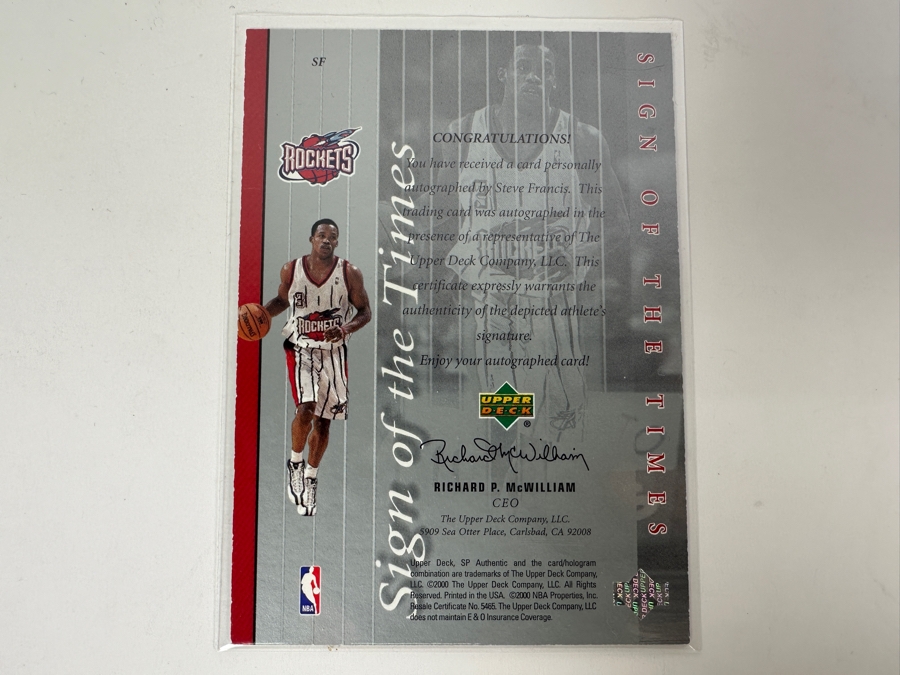 SF
ROCKETS
ROCKETS
Sign of the Times
CONGRATULATIONS!
You have received a card personally
autographed by Steve Francis. This
trading card was autographed in the
presence of a representative of The
Upper Deck Company, LLC. This
certificate expressly warrants the
authenticity of the depicted athlete's
signature.
Enjoy your autographed card!
UPPER
DECK
®
Richard McWilliam
RICHARD P. McWILLIAM
CEO
The Upper Deck Company, LLC.
5909 Sea Otter Place, Carlsbad, CA 92008
Upper Deck, SP Authentic and the card/hologram
combination are trademarks of The Upper Deck Company,
LLC. ©2000 The Upper Deck Company, LLC. All Rights
Reserved. Printed in the USA. ©2000 NBA Properties, Inc.
Resale Certificate No. 5465. The Upper Deck Company, LLC
does not maintain E & O Insurance Coverage.
NBA
SIGN OF THE TIMES